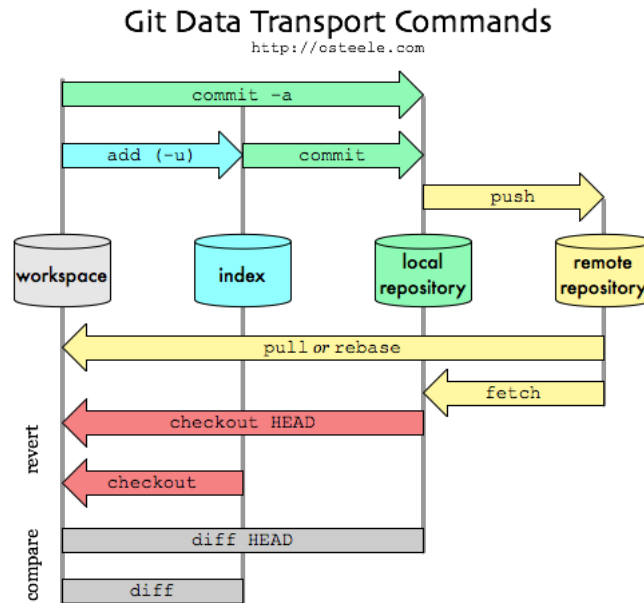 Git Data Transport Commands
http://osteele.com
commit -a
add (-u)
commit
push
workspace
index
local
repository
remote
repository
pull or rebase
fetch
revert
checkout HEAD
checkout
compare
diff HEAD
diff